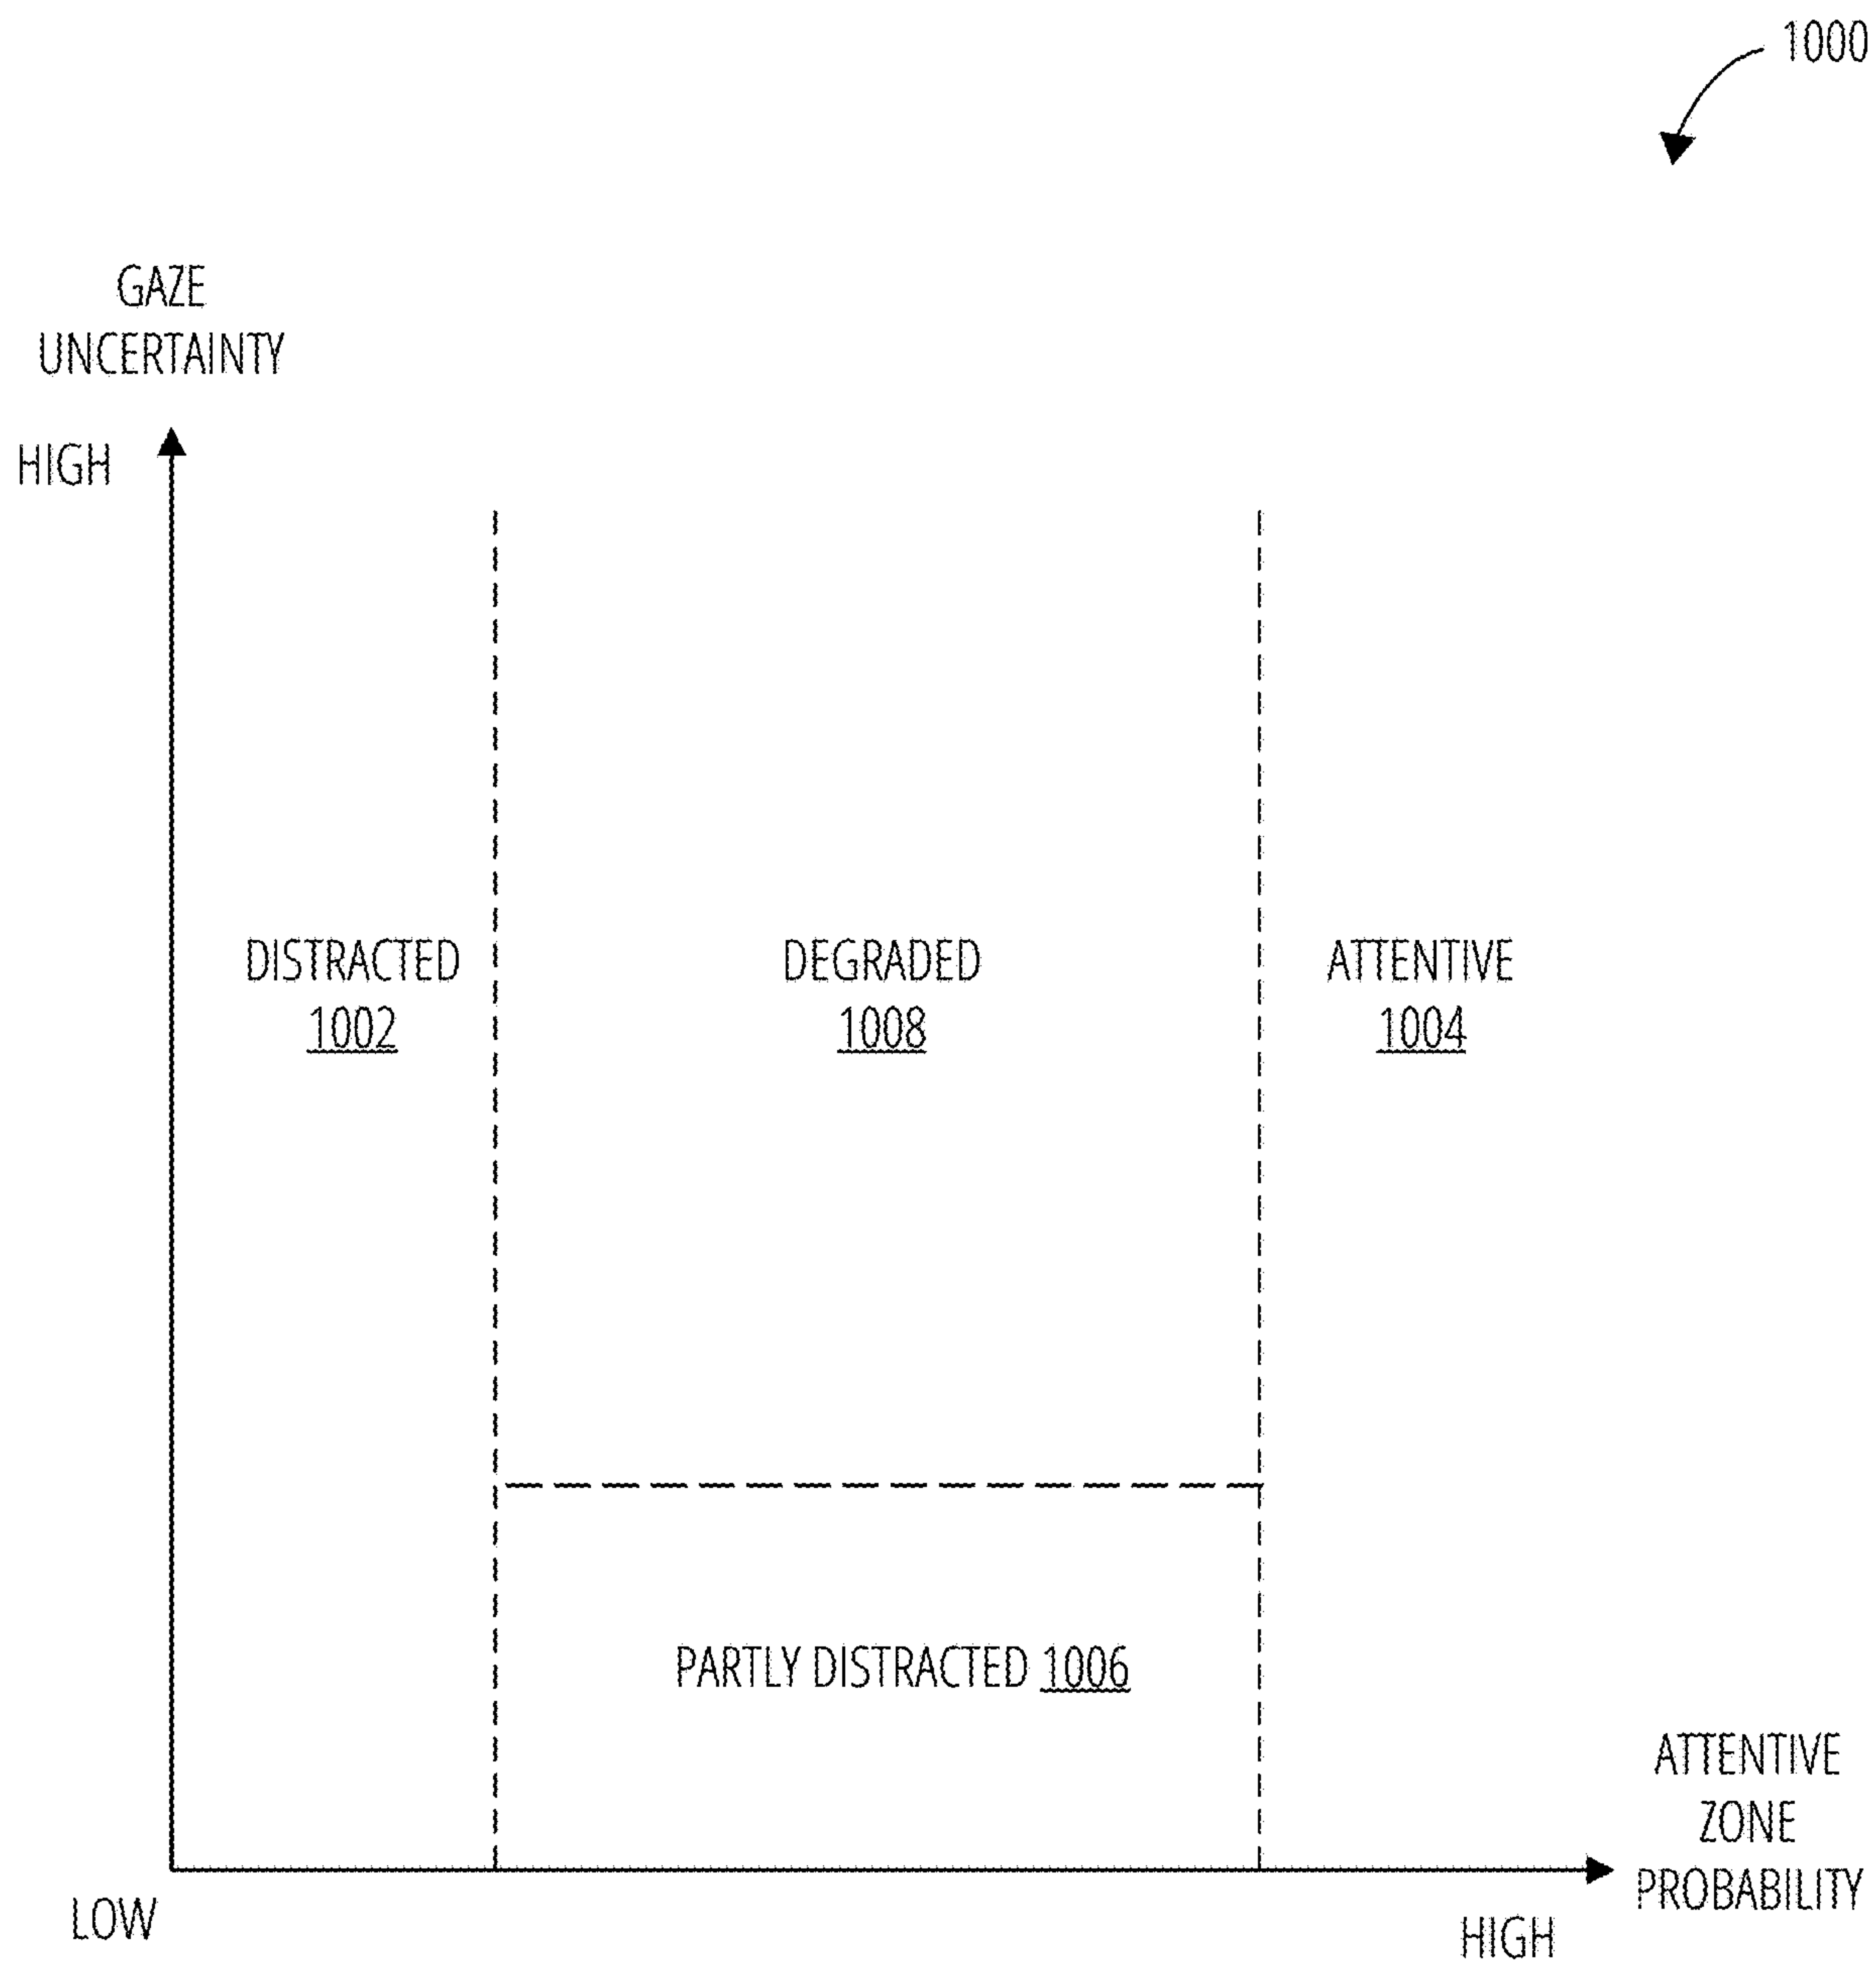 1000
GAZE
UNCERTAINTY
HIGH
DISTRACTED
1002
DEGRADED
1008
ATTENTIVE
1004
PARTLY DISTRACTED 1006
ATTENTIVE
ZONE
PROBABILITY
LOW
HIGH